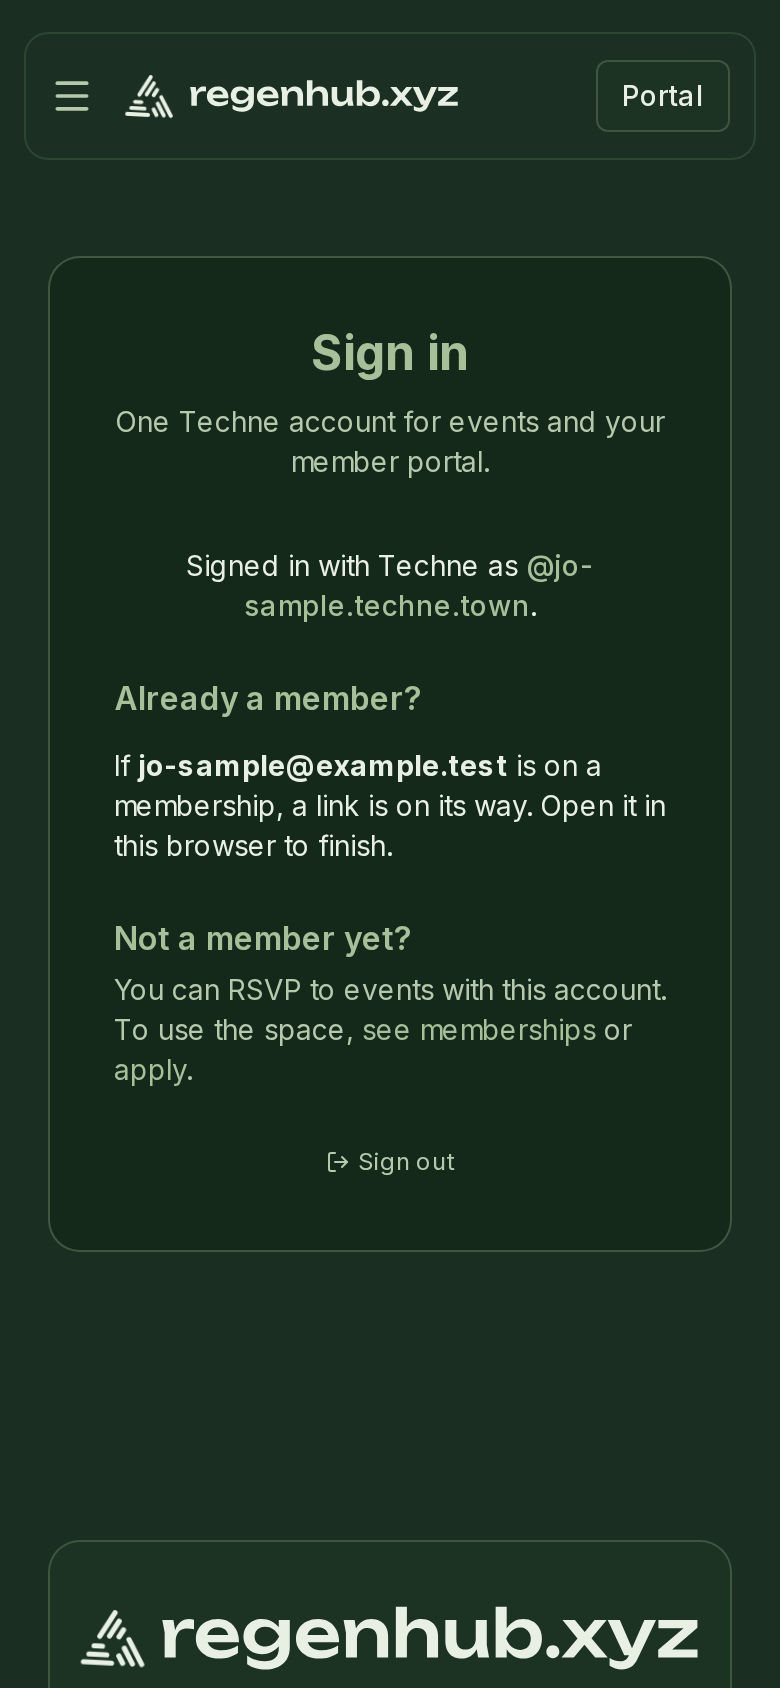 regenhub.xyz
Portal
Sign in
One Techne account for events and your
member portal.
Signed in with Techne as @jo-
sample.techne.town.
Already a member?
If jo-sample@example.test is on a
membership, a link is on its way. Open it in
this browser to finish.
Not a member yet?
You can RSVP to events with this account.
To use the space, see memberships or
apply.
Sign out
regenhub.xyz